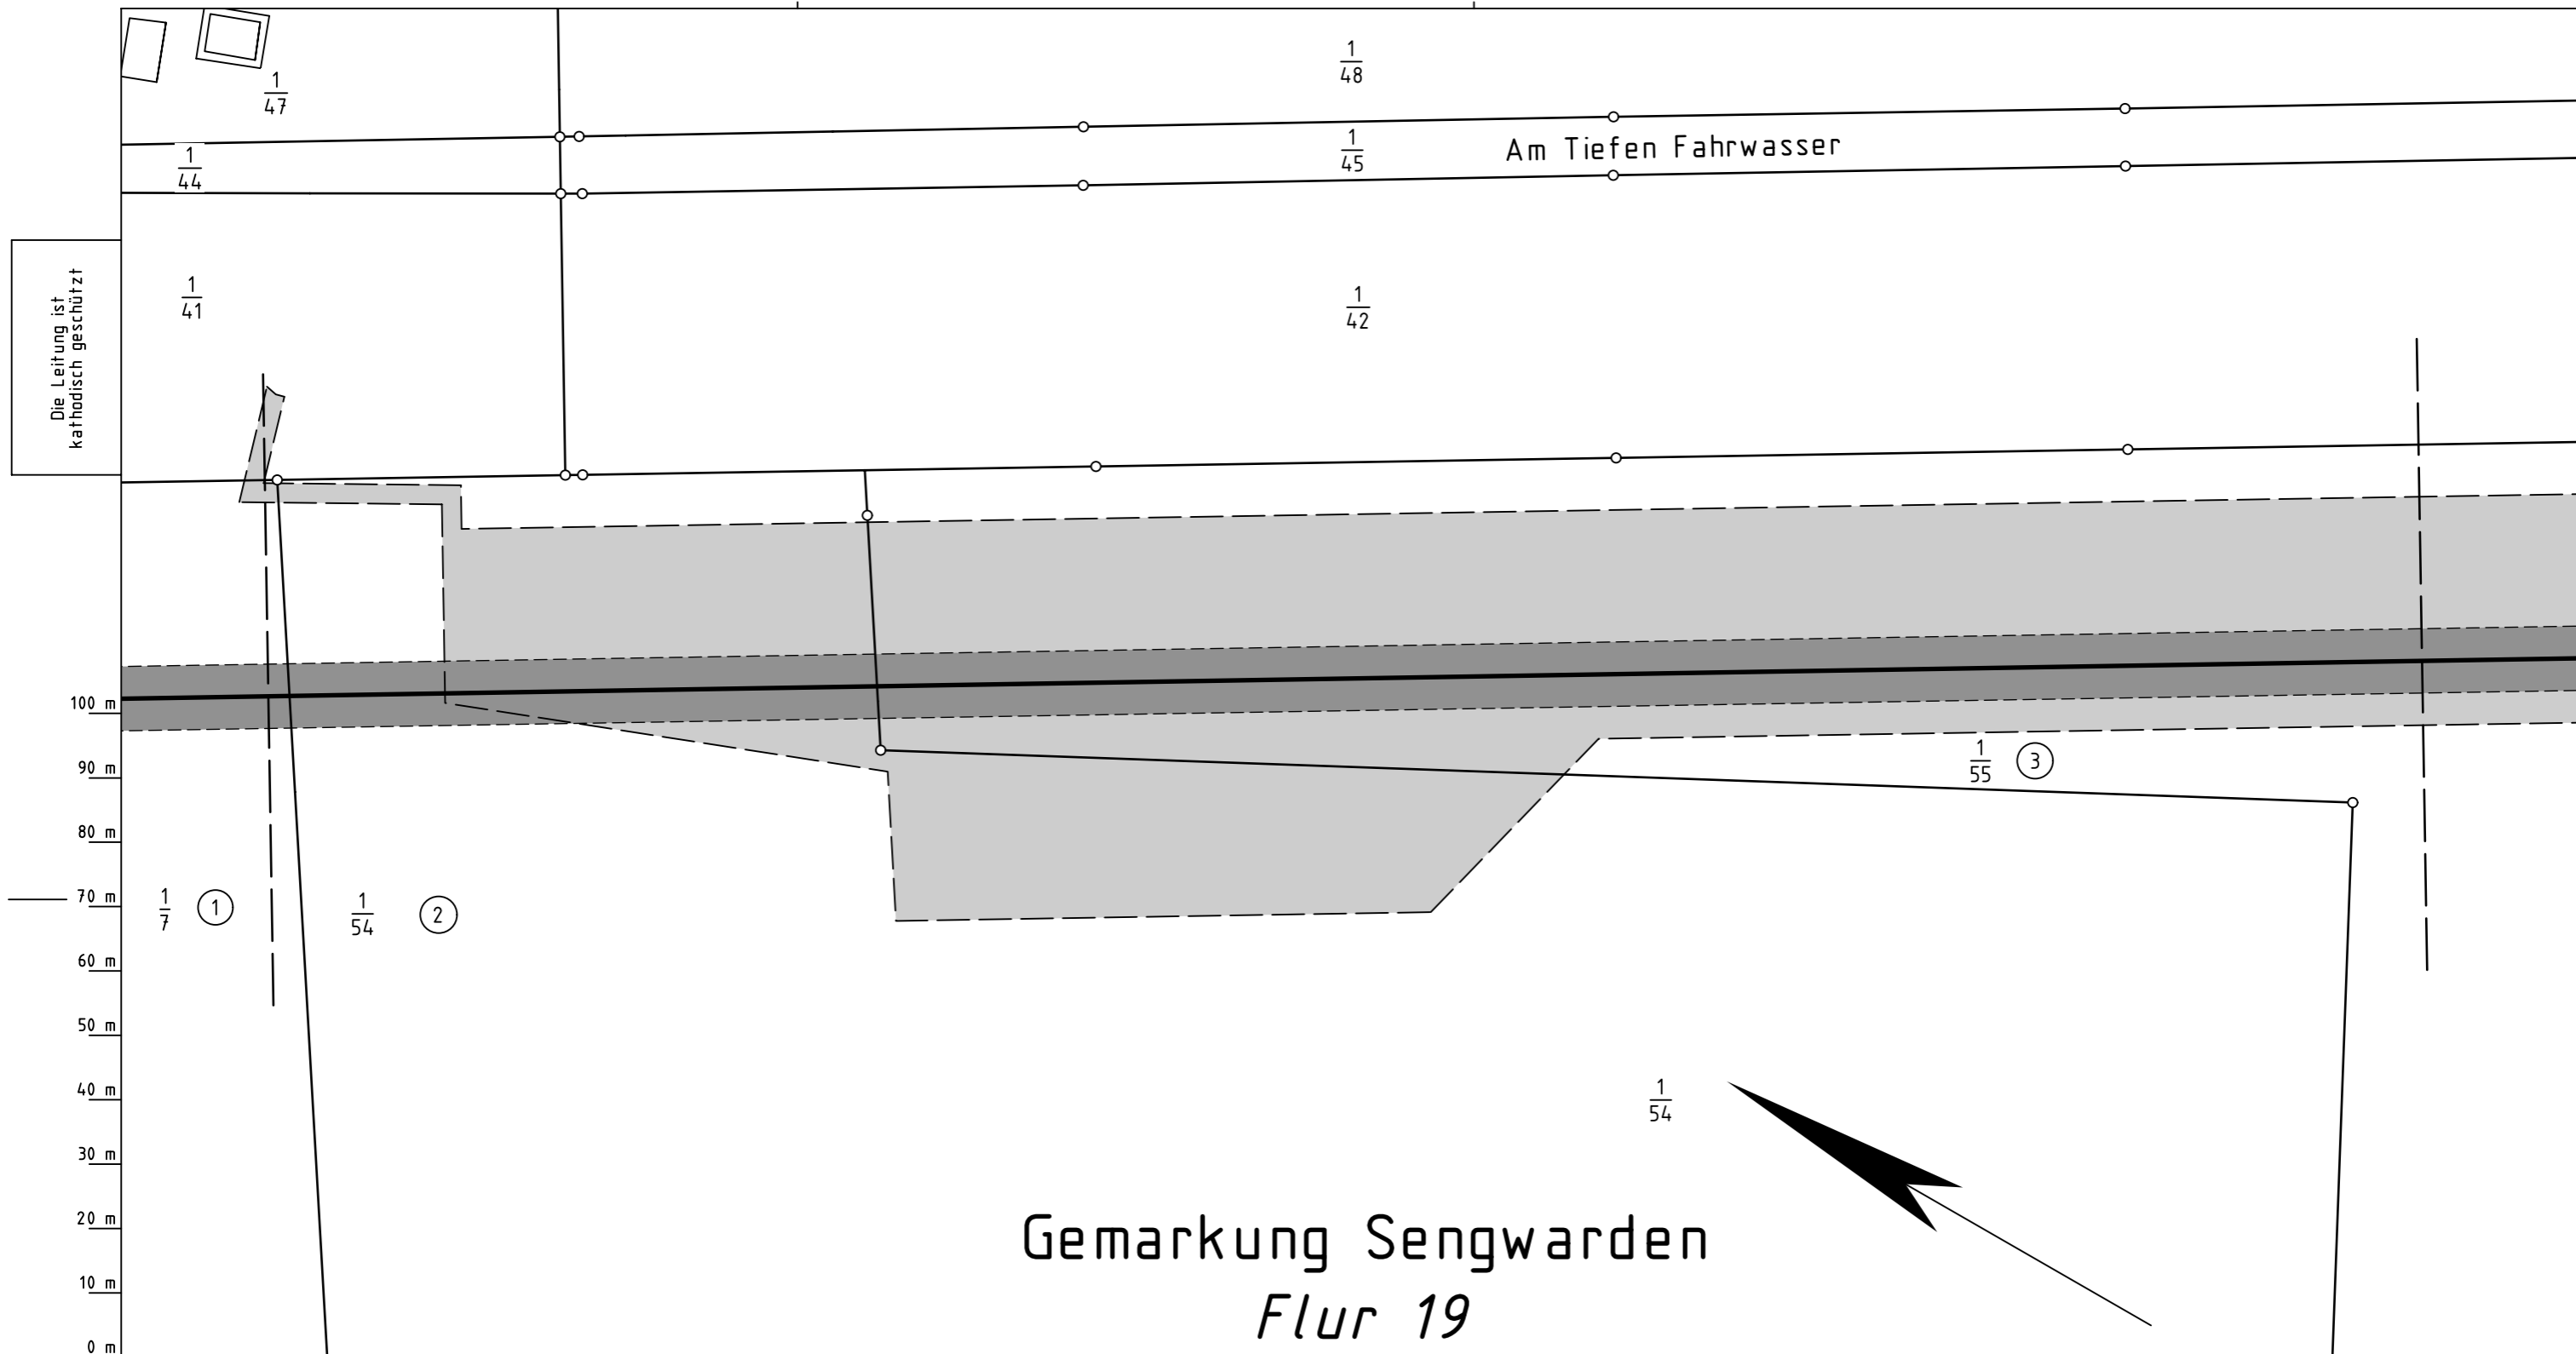 1
48
1
47
1
45
Am Tiefen Fahrwasser
1
44
Die Leitung ist
kathodisch geschützt
1
41
1
42
100 m
90 m
80 m
70 m
60 m
50 m
40 m
30 m
20 m
10 m
0 m
1
55
3
1
7
1
1
54
2
1
54
Gemarkung Sengwarden
Flur 19